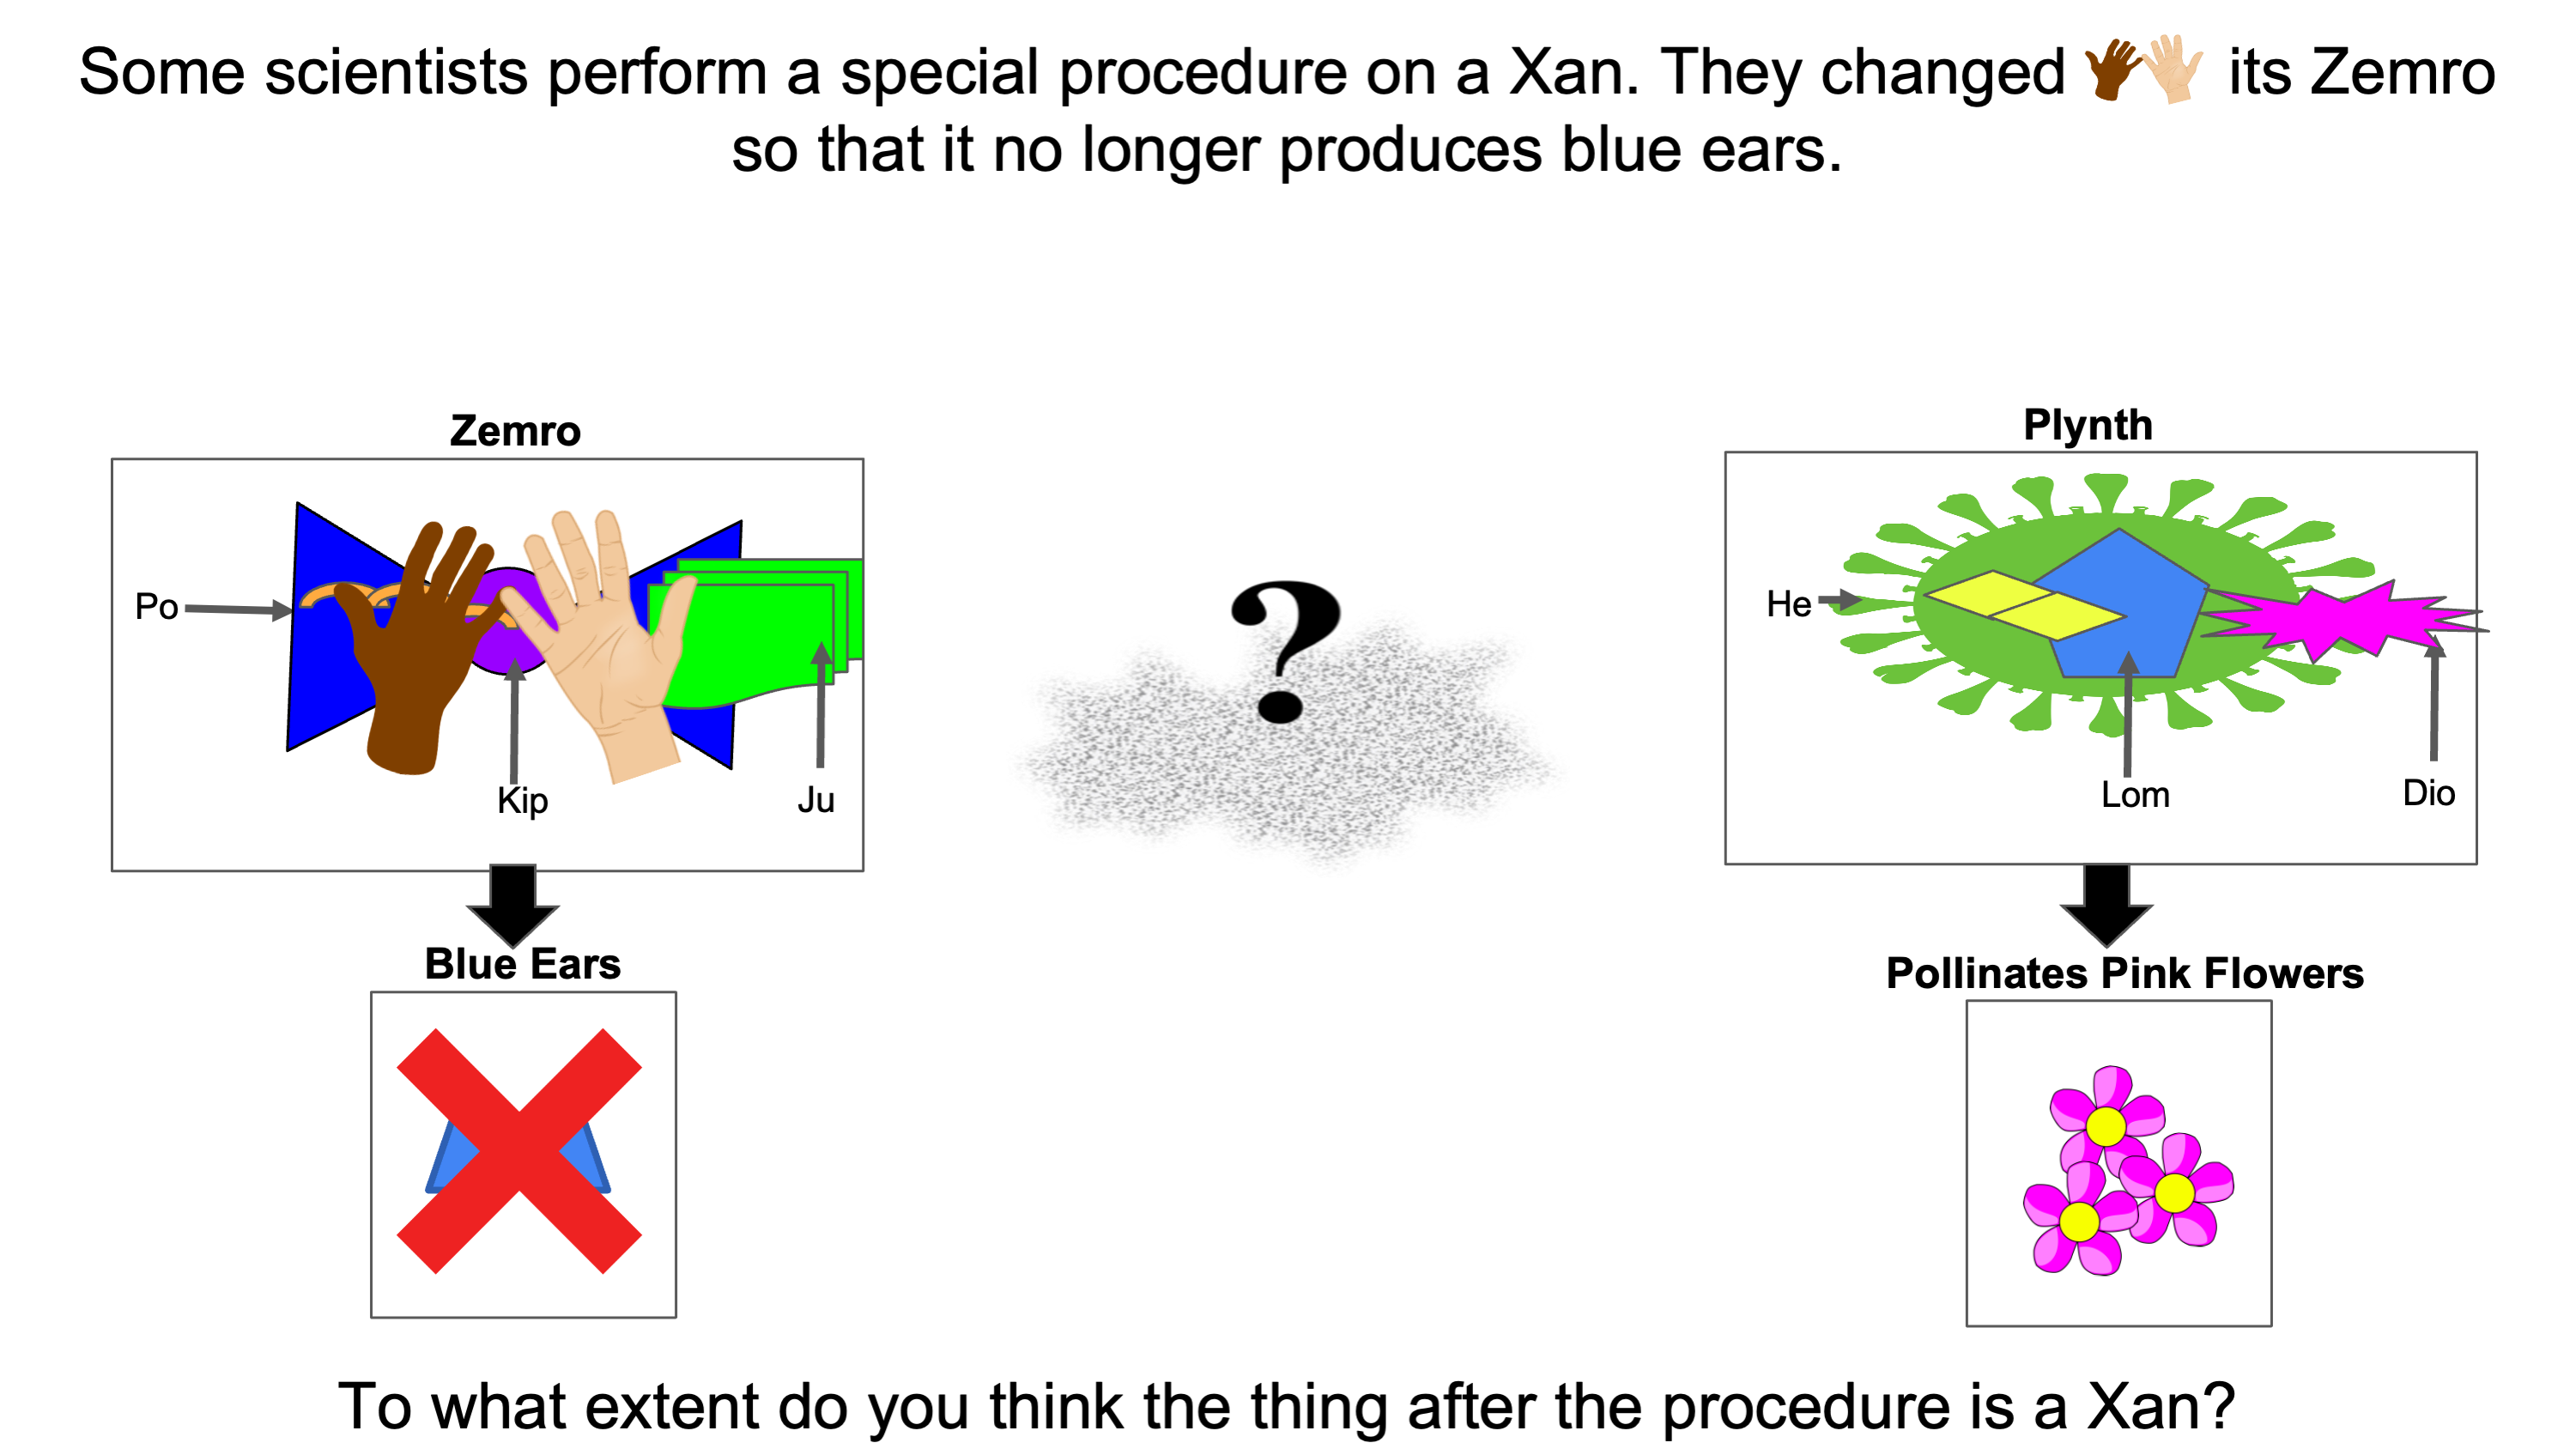 Some scientists perform a special procedure on a Xan. They changed its Zemro
so that it no longer produces blue ears.
Zemro
Po
Kip
Ju
Blue Ears
?
Plynth
He
Lom
Dio
Pollinates Pink Flowers
To what extent do you think the thing after the procedure is a Xan?